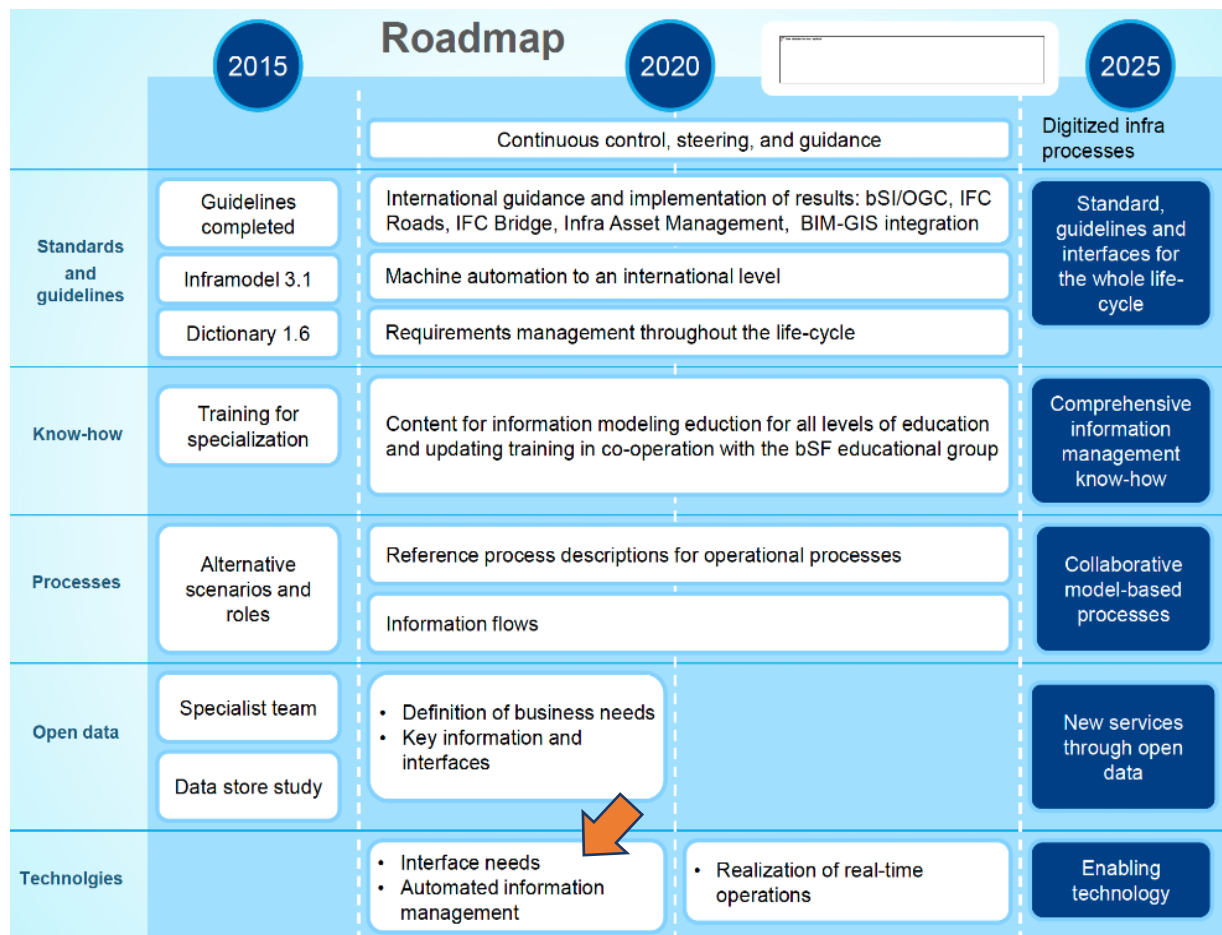 Roadmap
2015
2020
2025
Continuous control, steering, and guidance
Digitized infra
processes
Standards
and
guidelines
Guidelines
completed
Inframodel 3.1
Dictionary 1.6
International guidance and implementation of results: bSI/OGC, IFC
Roads, IFC Bridge, Infra Asset Management, BIM-GIS integration
Machine automation to an international level
Requirements management throughout the life-cycle
Standard,
guidelines and
interfaces for
the whole life-
cycle
Know-how
Training for
specialization
Content for information modeling eduction for all levels of education
and updating training in co-operation with the bSF educational group
Comprehensive
information
management
know-how
Processes
Alternative
scenarios and
roles
Reference process descriptions for operational processes
Information flows
Collaborative
model-based
processes
Open data
Specialist team
Data store study
• Definition of business needs
• Key information and
interfaces
New services
through open
data
Technolgies
• Interface needs
• Automated information
management
• Realization of real-time
operations
Enabling
technology